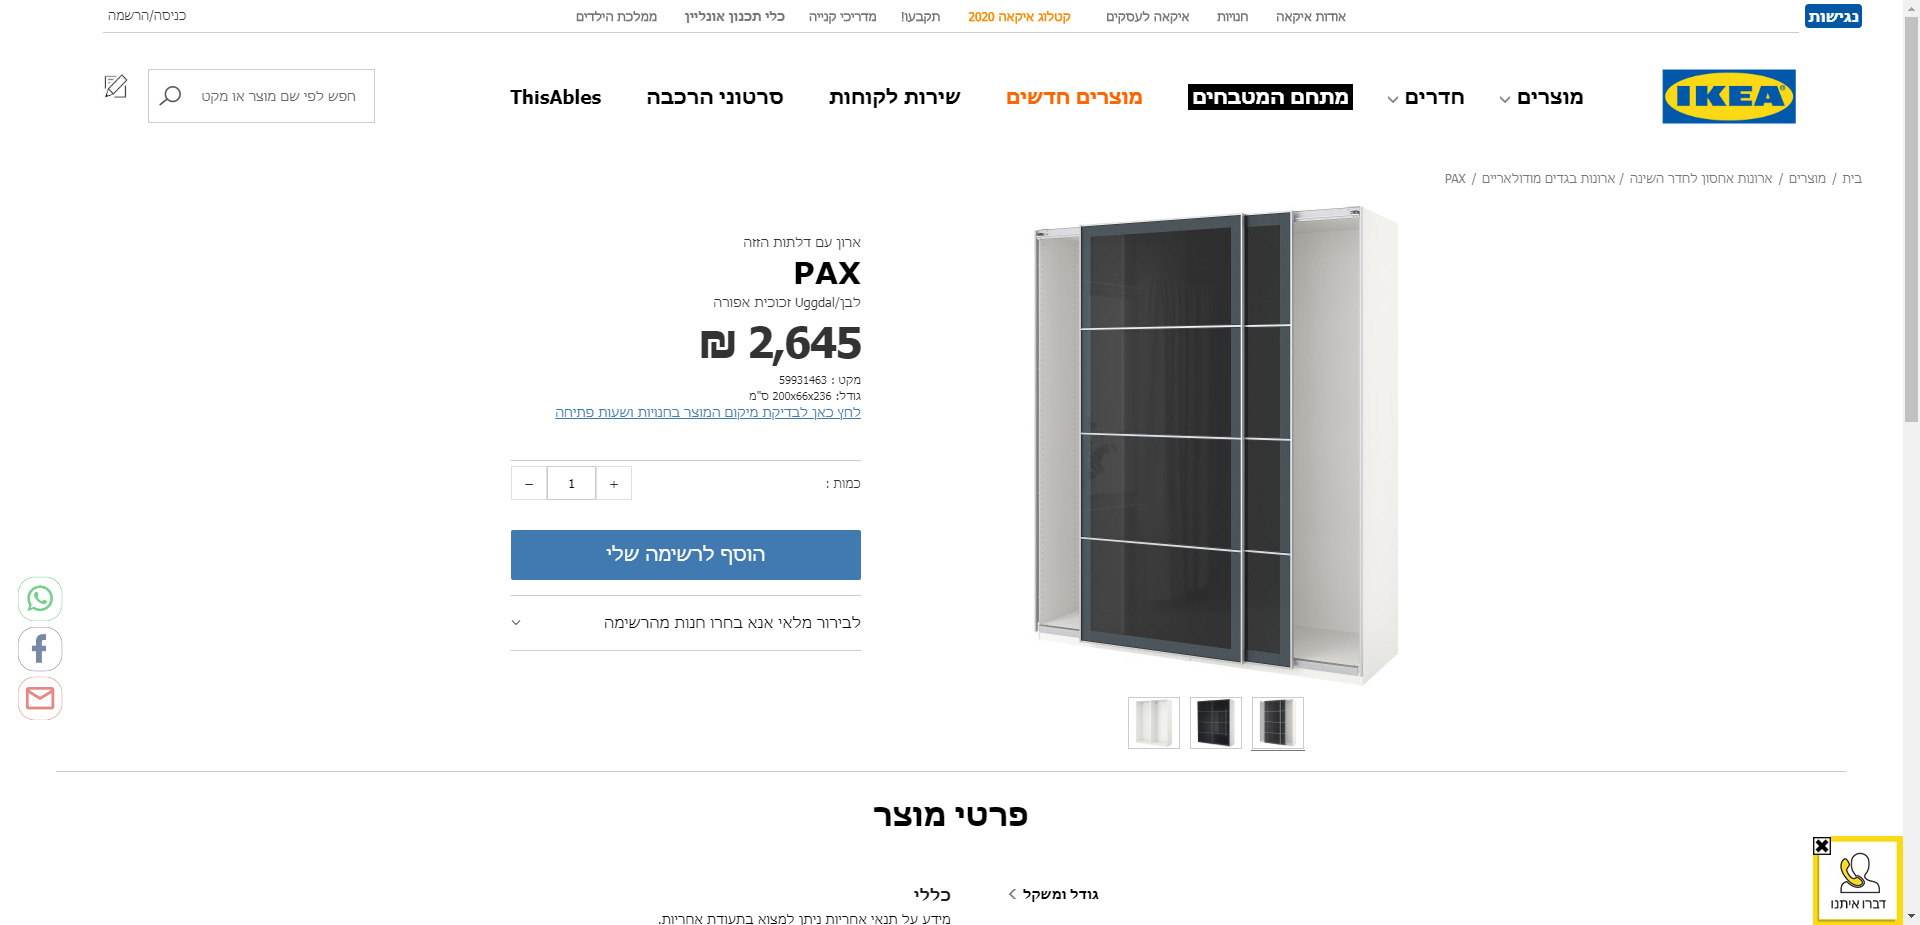 נגישות
אודות איקאה
חנויות
איקאה לעסקים
קטלוג איקאה 2020
תקבעו!
מדריכי קנייה
כלי תכנון אונליין
ממלכת הילדים
כניסה/הרשמה
IKEA
מוצרים
חדרים
מתחם המטבחים
מוצרים חדשים
שירות לקוחות
סרטוני הרכבה
ThisAbles
חפש לפי שם מוצר או מקט
בית / מוצרים / ארונות אחסון לחדר השינה / ארונות בגדים מודולאריים / PAX
ארון עם דלתות הזזה
PAX
לבן/Uggdal זכוכית אפורה
2,645 ₪
מקט : 59931463
גודל: 200x66x236 ס"מ
לחץ כאן לבדיקת מיקום המוצר בחנויות ושעות פתיחה
כמות :
+ 1 −
הוסף לרשימה שלי
לבירור מלאי אנא בחרו חנות מהרשימה
פרטי מוצר
גודל ומשקל
כללי
מידע על תנאי אחריות ניתן למצוא בתעודת אחריות.
דברו איתנו